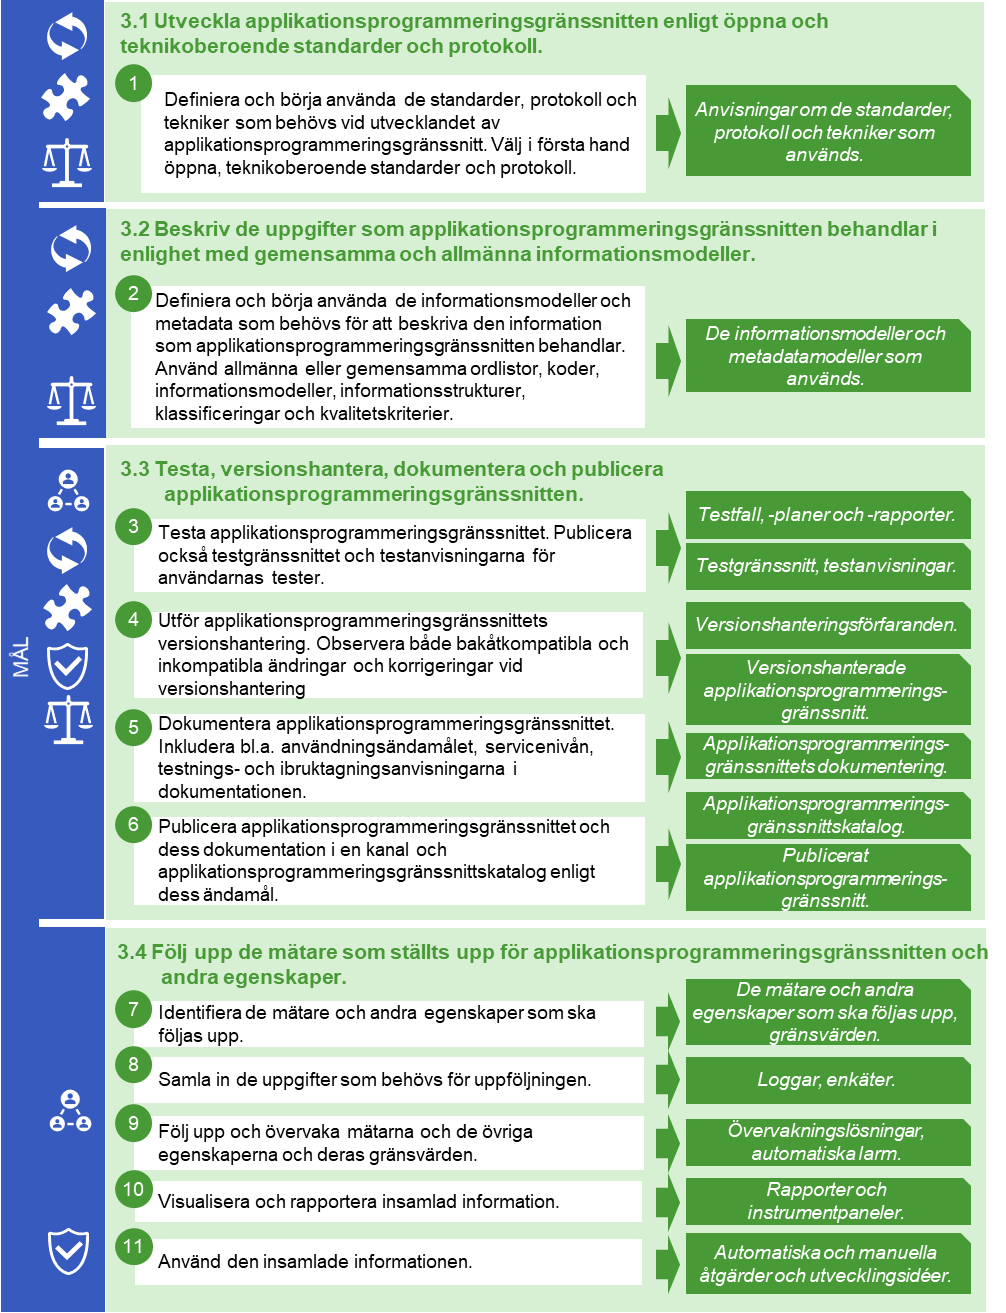 3.1 Utveckla applikationsprogrammeringsgränssnitten enligt öppna och
teknikoberoende standarder och protokoll.
1
Definiera och börja använda de standarder, protokoll och
tekniker som behövs vid utvecklandet av
applikationsprogrammeringsgränssnitt. Välj i första hand
öppna, teknikoberoende standarder och protokoll.
Anvisningar om de standarder,
protokoll och tekniker som
används.
3.2 Beskriv de uppgifter som applikationsprogrammeringsgränssnitten behandlar i
enlighet med gemensamma och allmänna informationsmodeller.
2
Definiera och börja använda de informationsmodeller och
metadata som behövs för att beskriva den information
som applikationsprogrammeringsgränssnitten behandlar.
Använd allmänna eller gemensamma ordlistor, koder,
informationsmodeller, informationsstrukturer,
klassificeringar och kvalitetskriterier.
De informationsmodeller och
metadatamodeller som
används.
MÅL
3.3 Testa, versionshantera, dokumentera och publicera
applikationsprogrammeringsgränssnitten.
3
Testa applikationsprogrammeringsgränssnittet. Publicera
också testgränssnittet och testanvisningarna för
användarnas tester.
Testfall, -planer och -rapporter.
Testgränssnitt, testanvisningar.
4
Utför applikationsprogrammeringsgränssnittets
versionshantering. Observera både bakåtkompatibla och
inkompatibla ändringar och korrigeringar vid
versionshantering
Versionshanteringsförfaranden.
Versionshanterade
applikationsprogrammerings-
gränssnitt.
5
Dokumentera applikationsprogrammeringsgränssnittet.
Inkludera bl.a. användningsändamålet, servicenivån,
testnings- och ibruktagningsanvisningarna i
dokumentationen.
Applikationsprogrammerings-
gränssnittets dokumentering.
6
Publicera applikationsprogrammeringsgränssnittet och
dess dokumentation i en kanal och
applikationsprogrammeringsgränssnittskatalog enligt
dess ändamål.
Applikationsprogrammerings-
gränssnittskatalog.
Publicerat
applikationsprogrammerings-
gränssnitt.
3.4 Följ upp de mätare som ställts upp för applikationsprogrammeringsgränssnitten och
andra egenskaper.
7
Identifiera de mätare och andra egenskaper som ska
följas upp.
De mätare och andra
egenskaper som ska följas upp,
gränsvärden.
8
Samla in de uppgifter som behövs för uppföljningen.
Loggar, enkäter.
9
Följ upp och övervaka mätarna och de övriga
egenskaperna och deras gränsvärden.
Övervakningslösningar,
automatiska larm.
10
Visualisera och rapportera insamlad information.
Rapporter och
instrumentpaneler.
11
Använd den insamlade informationen.
Automatiska och manuella
åtgärder och utvecklingsidéer.